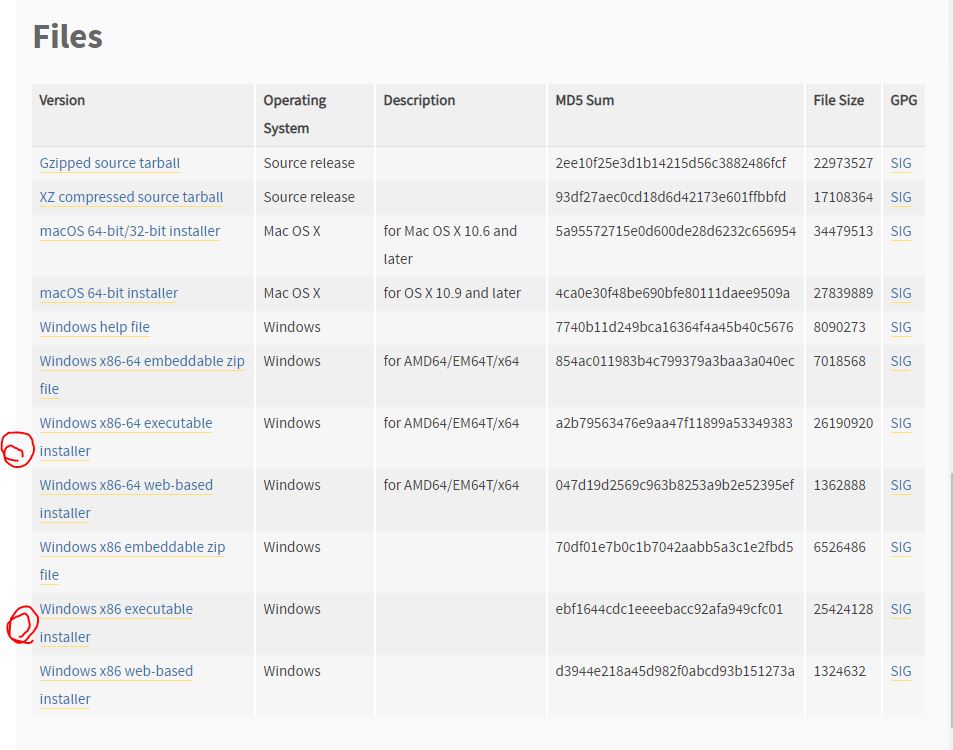 Files
Version Operating System Description MD5 Sum File Size GPG
Gzipped source tarball Source release 2ee10f25e3d1b14215d56c3882486fcf 22973527 SIG
XZ compressed source tarball Source release 93df27aec0cd18d6d42173e601ffbbfd 17108364 SIG
macOS 64-bit/32-bit installer Mac OS X for Mac OS X 10.6 and later 5a95572715e0d600de28d6232c656954 34479513 SIG
macOS 64-bit installer Mac OS X for OS X 10.9 and later 4ca0e30f48be690bfe80111daee9509a 27839889 SIG
Windows help file Windows 7740b11d249bca16364f4a45b40c5676 8090273 SIG
Windows x86-64 embeddable zip file Windows for AMD64/EM64T/x64 854ac011983b4c799379a3baa3a040ec 7018568 SIG
Windows x86-64 executable installer Windows for AMD64/EM64T/x64 a2b79563476e9aa47f11899a53349383 26190920 SIG
Windows x86-64 web-based installer Windows for AMD64/EM64T/x64 047d19d2569c963b8253a9b2e52395ef 1362888 SIG
Windows x86 embeddable zip file Windows 70df01e7b0c1b7042aabb5a3c1e2fbd5 6526486 SIG
Windows x86 executable installer Windows ebf1644cdc1eeeebacc92afa949cfc01 25424128 SIG
Windows x86 web-based installer Windows d3944e218a45d982f0abcd93b151273a 1324632 SIG